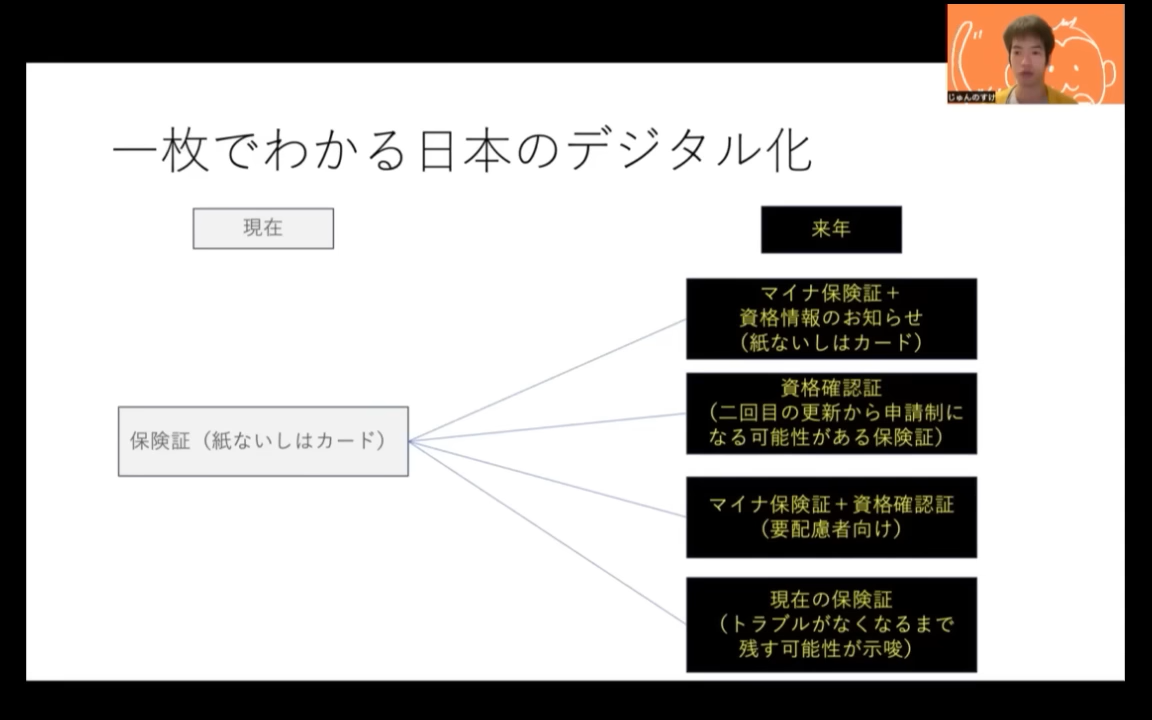 じゅんのすけ
一枚でわかる日本のデジタル化
現在
来年
保険証（紙ないしはカード）
マイナ保険証＋
資格情報のお知らせ
（紙ないしはカード）
資格確認証
（二回目の更新から申請制に
なる可能性がある保険証）
マイナ保険証＋資格確認証
（要配慮者向け）
現在の保険証
（トラブルがなくなるまで
残す可能性が示唆）